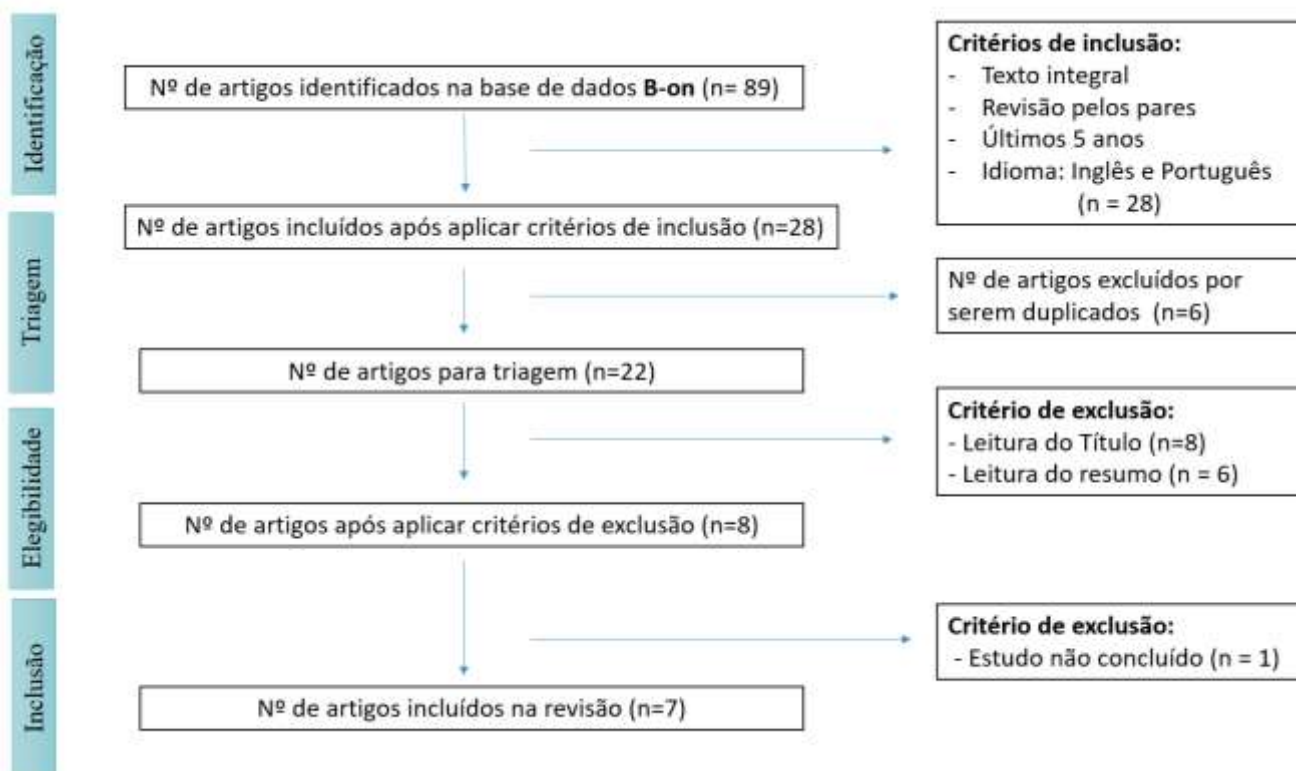 Identificação
Nº de artigos identificados na base de dados B-on (n= 89)
Critérios de inclusão:
- Texto integral
- Revisão pelos pares
- Últimos 5 anos
- Idioma: Inglês e Português
(n = 28)
Triagem
Nº de artigos incluídos após aplicar critérios de inclusão (n=28)
Nº de artigos excluídos por
serem duplicados (n=6)
Nº de artigos para triagem (n=22)
Elegibilidade
Critério de exclusão:
- Leitura do Título (n=8)
- Leitura do resumo (n = 6)
Nº de artigos após aplicar critérios de exclusão (n=8)
Inclusão
Critério de exclusão:
- Estudo não concluído (n = 1)
Nº de artigos incluídos na revisão (n=7)